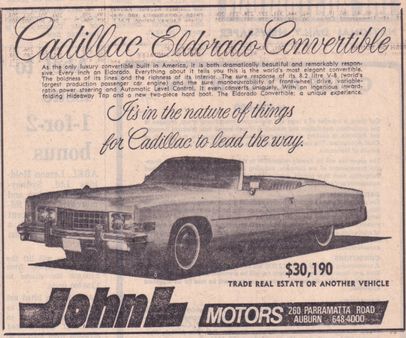 Cadillac Eldorado Convertible
As the only luxury convertible built in America, it is both dramatically beautiful and remarkably respon-
sive. Every inch an Eldorado. Everything about it tells you this is the world's most elegant convertible.
The boldness of its lines and the richness of its interior. The sure response of its 8.2 litre V-8 (world's
largest production passenger car engine) and the sure manoeuvrability of front-wheel drive, variable-
ratio power steering and Automatic Level Control. It even converts uniquely. With an ingenious inward-
folding Hideaway Top and a new two-piece hard boot. The Eldorado Convertible: a unique experience.
It's in the nature of things
for Cadillac to lead the way.
$30,190
TRADE REAL ESTATE OR ANOTHER VEHICLE
John L
MOTORS 260 PARRAMATTA ROAD
AUBURN 648-4000